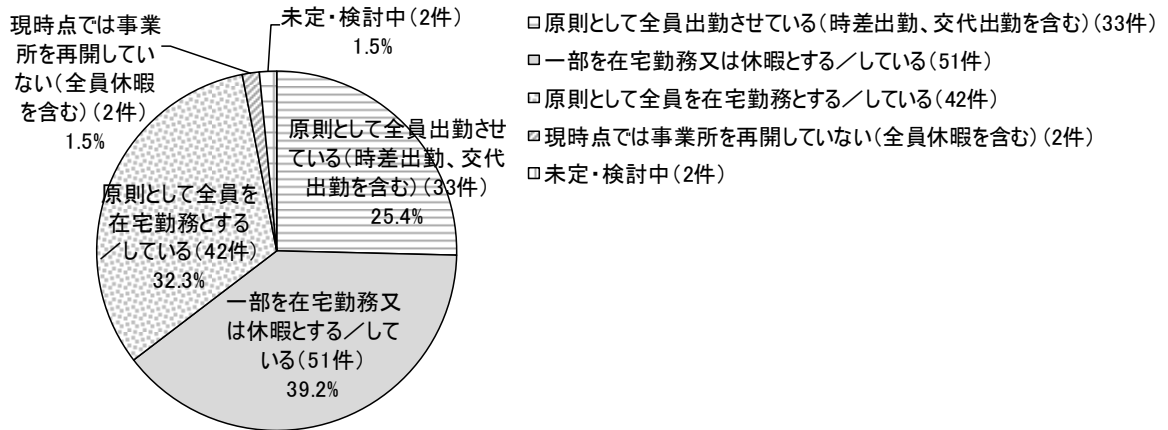 現時点では事業
所を再開してい
ない（全員休暇
を含む）（2件）
1.5%
未定・検討中（2件）
1.5%
原則として全員出勤させ
ている（時差出勤、交代
出勤を含む）（33件）
25.4%
原則として全員を
在宅勤務とする
／している（42件）
32.3%
一部を在宅勤務又
は休暇とする／して
いる（51件）
39.2%
原則として全員出勤させている（時差出勤、交代出勤を含む）（33件）
一部を在宅勤務又は休暇とする／している（51件）
原則として全員を在宅勤務とする／している（42件）
現時点では事業所を再開していない（全員休暇を含む）（2件）
未定・検討中（2件）